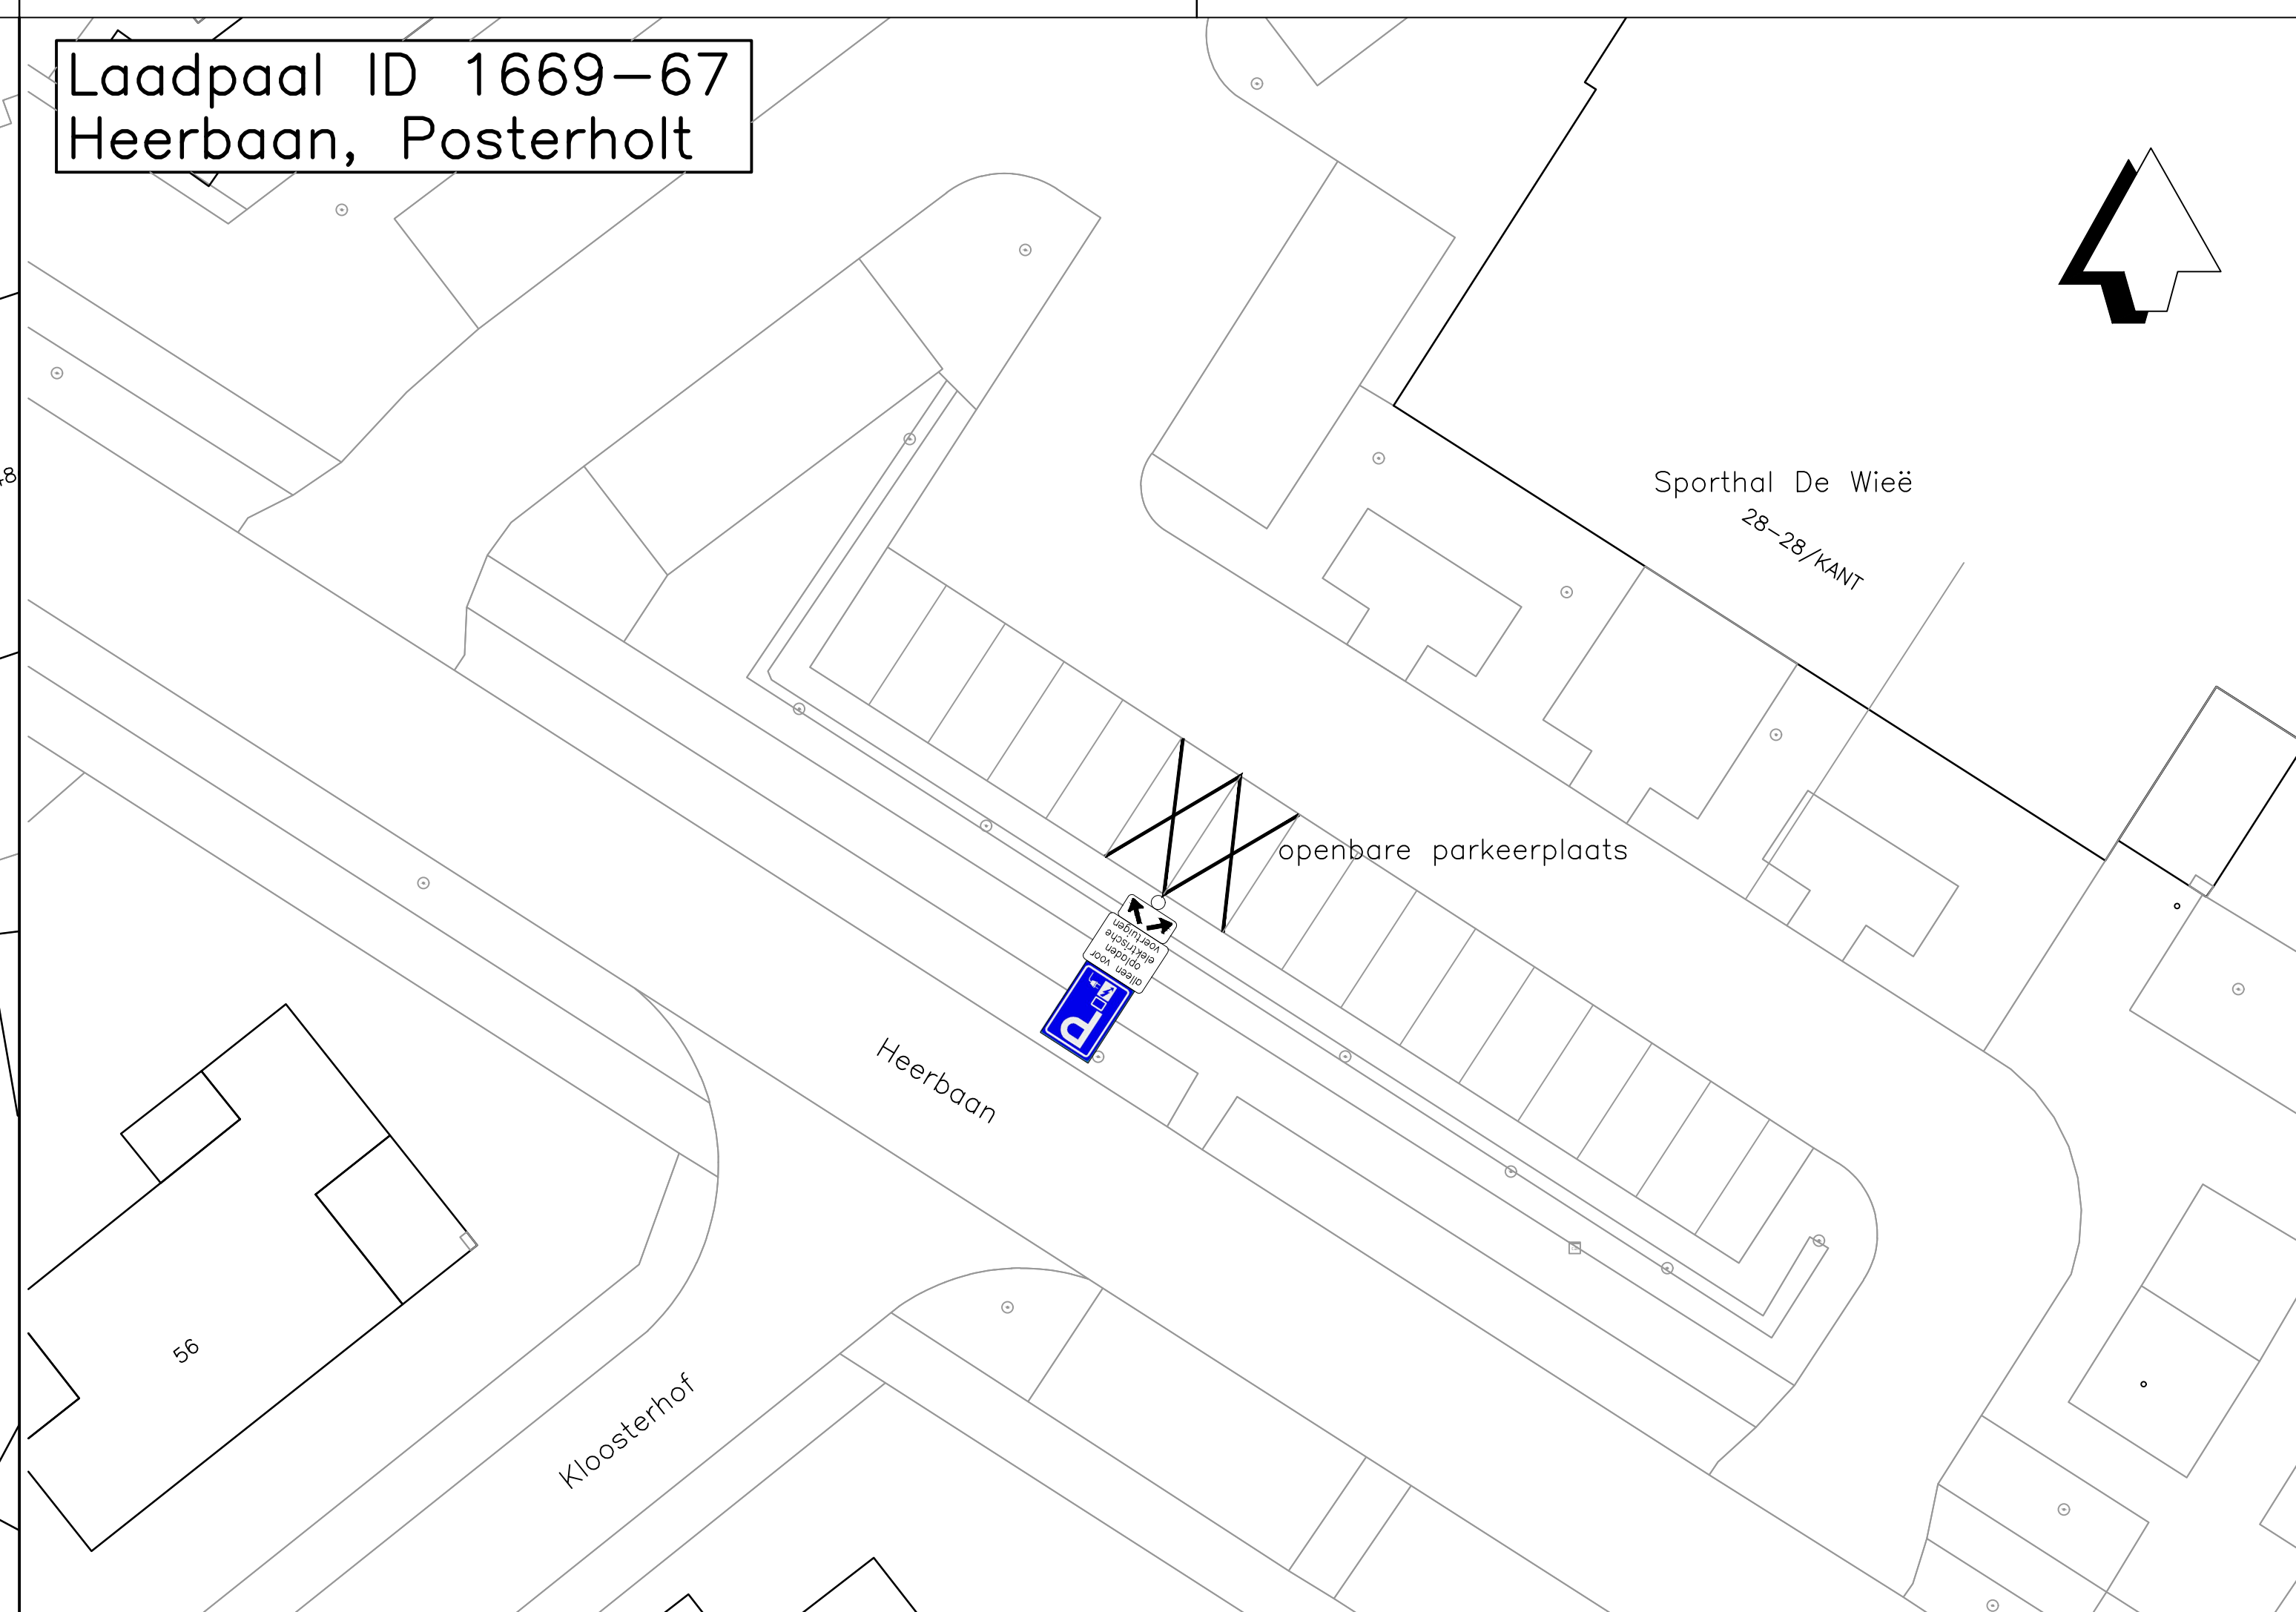 Laadpaal ID 1669-67
Heerbaan, Posterholt
48
Sporthal De Wieë
28-28/KANT
openbare parkeerplaats
alleen voor
opladen
elektrische
voertuigen
P
Heerbaan
56
Kloosterhof